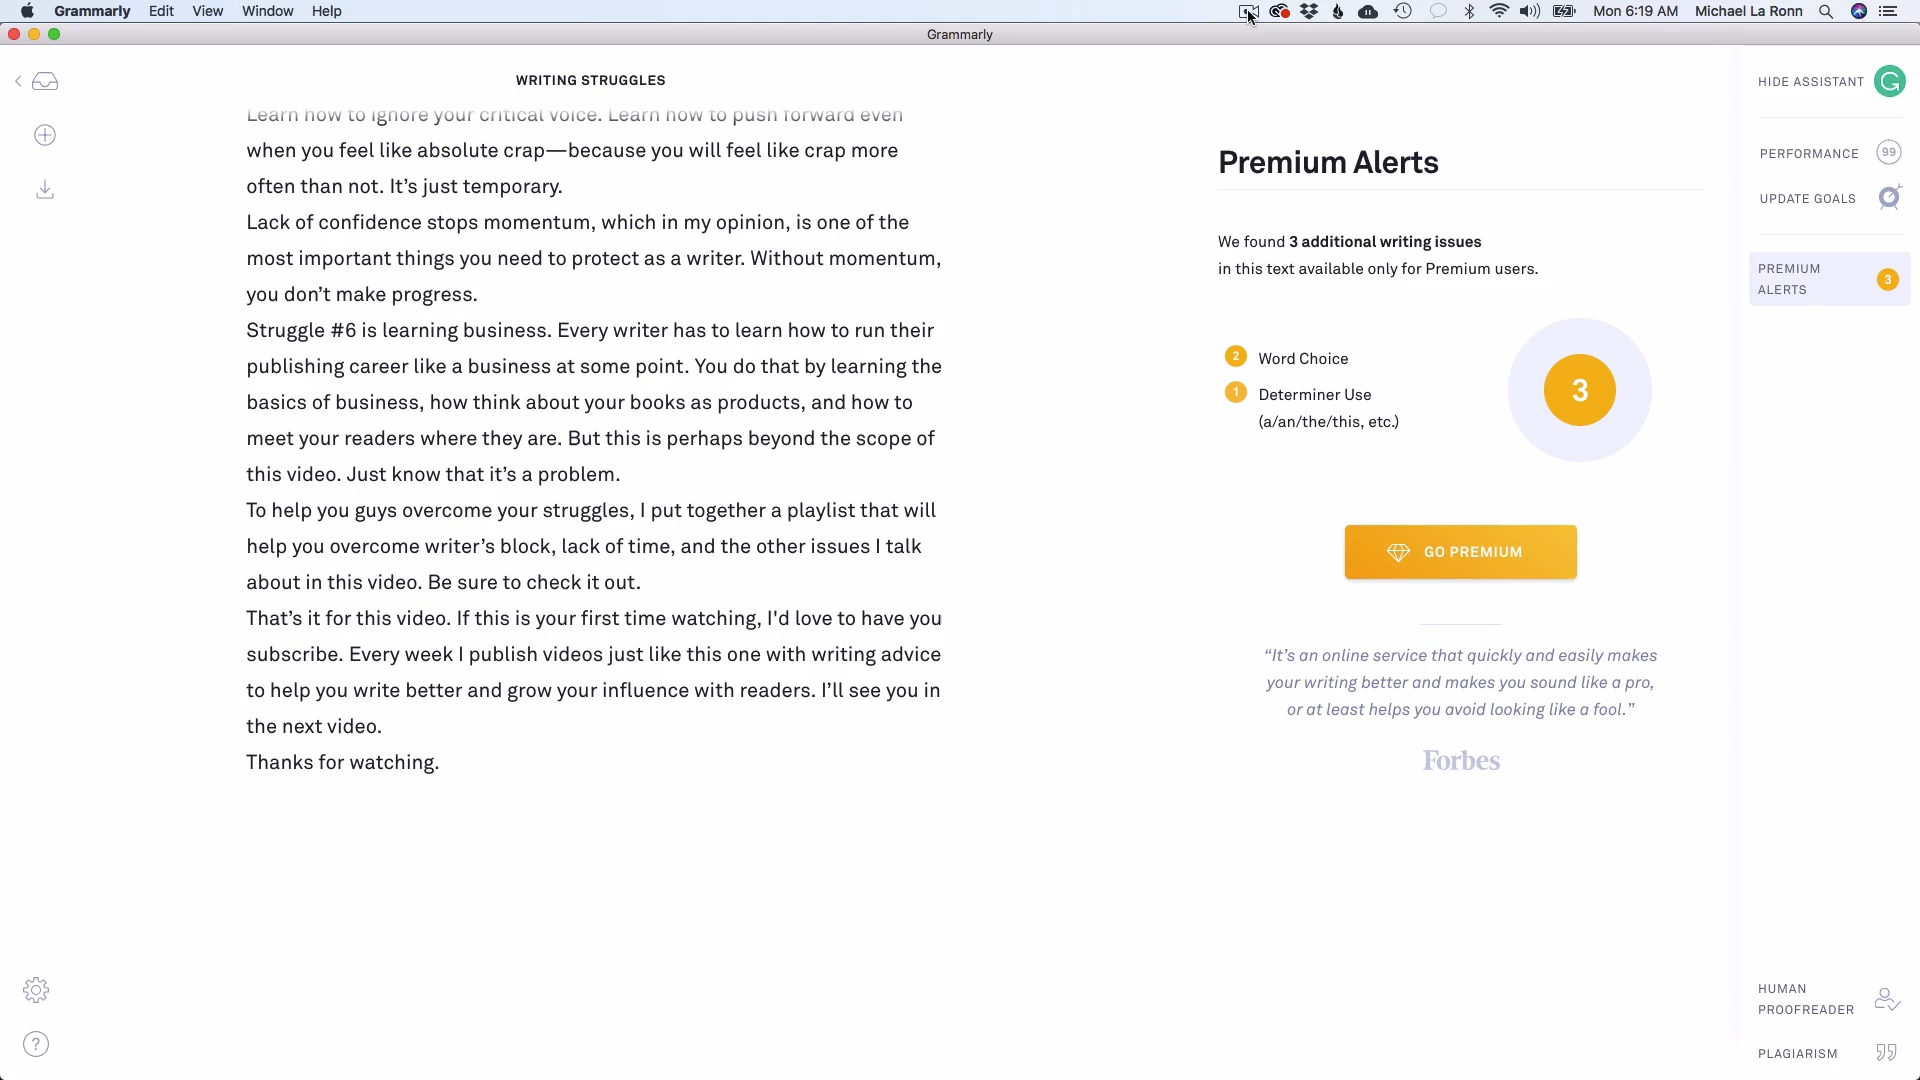 Grammarly Edit View Window Help Mon 6:19 AM Michael La Ronn
Grammarly
WRITING STRUGGLES
Learn how to ignore your critical voice. Learn how to push forward even
when you feel like absolute crap—because you will feel like crap more
often than not. It’s just temporary.
Lack of confidence stops momentum, which in my opinion, is one of the
most important things you need to protect as a writer. Without momentum,
you don’t make progress.
Struggle #6 is learning business. Every writer has to learn how to run their
publishing career like a business at some point. You do that by learning the
basics of business, how think about your books as products, and how to
meet your readers where they are. But this is perhaps beyond the scope of
this video. Just know that it’s a problem.
To help you guys overcome your struggles, I put together a playlist that will
help you overcome writer’s block, lack of time, and the other issues I talk
about in this video. Be sure to check it out.
That’s it for this video. If this is your first time watching, I'd love to have you
subscribe. Every week I publish videos just like this one with writing advice
to help you write better and grow your influence with readers. I’ll see you in
the next video.
Thanks for watching.
Premium Alerts
We found 3 additional writing issues
in this text available only for Premium users.
2 Word Choice
1 Determiner Use
(a/an/the/this, etc.)
3
GO PREMIUM
“It’s an online service that quickly and easily makes
your writing better and makes you sound like a pro,
or at least helps you avoid looking like a fool.”
Forbes
HIDE ASSISTANT G
PERFORMANCE 99
UPDATE GOALS
PREMIUM
ALERTS 3
HUMAN
PROOFREADER
PLAGIARISM
?